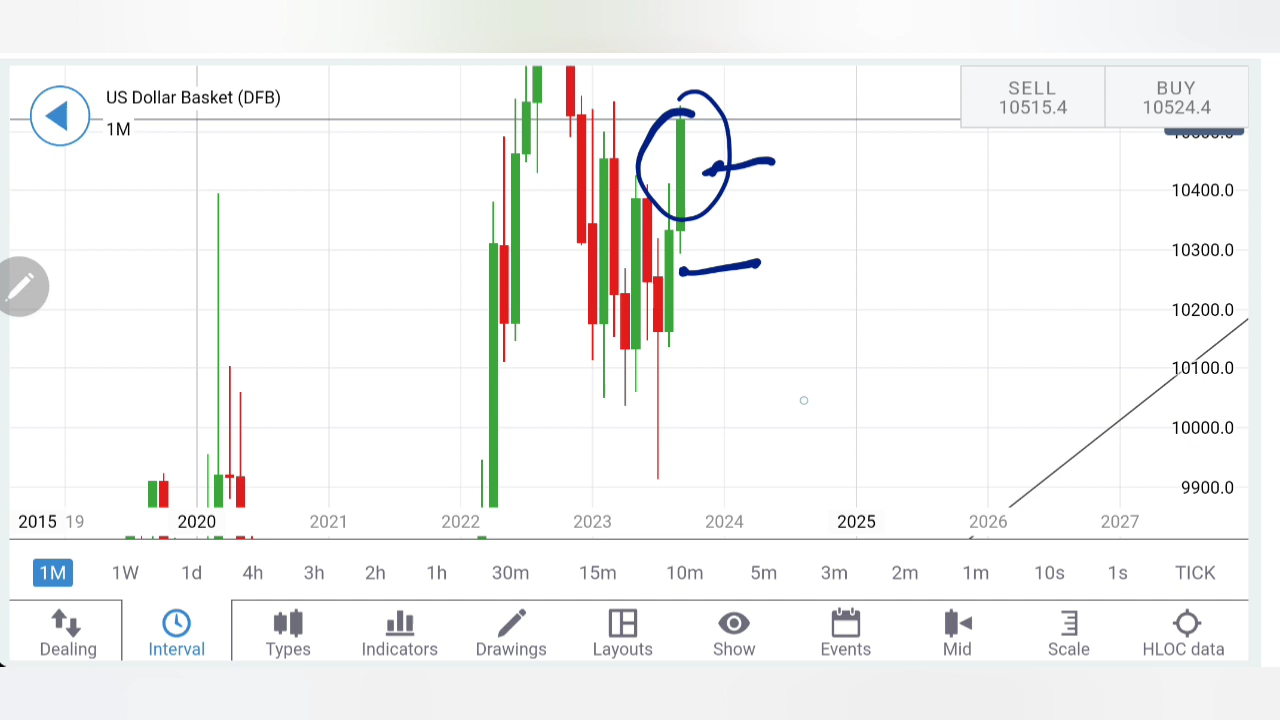 US Dollar Basket (DFB)
1M
SELL
10515.4
BUY
10524.4
10400.0
10300.0
10200.0
10100.0
10000.0
9900.0
2015 19 2020 2021 2022 2023 2024 2025 2026 2027
1M 1W 1d 4h 3h 2h 1h 30m 15m 10m 5m 3m 2m 1m 10s 1s TICK
Dealing Interval Types Indicators Drawings Layouts Show Events Mid Scale HLOC data